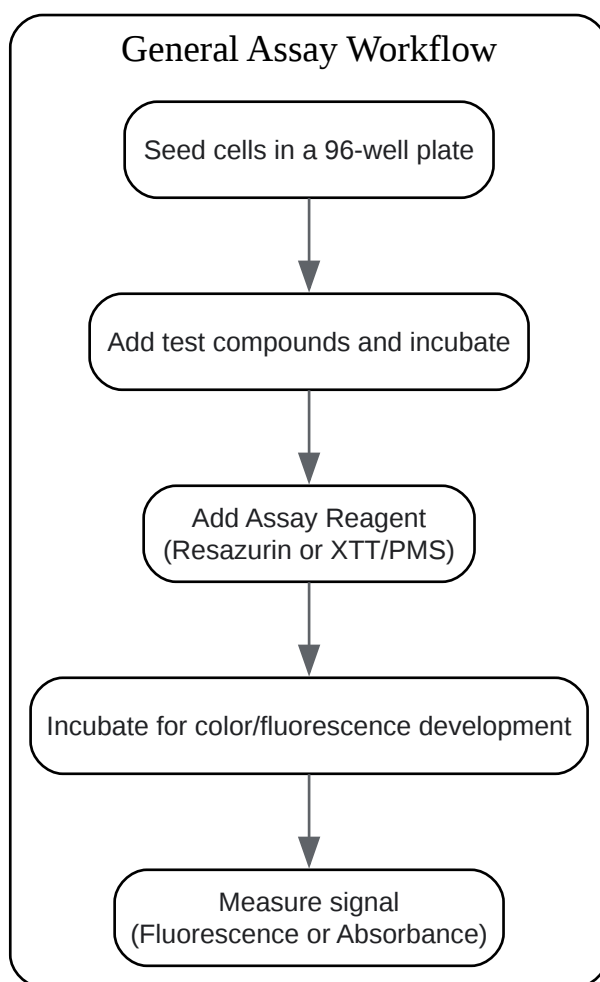 General Assay Workflow
Seed cells in a 96-well plate
Add test compounds and incubate
Add Assay Reagent
(Resazurin or XTT/PMS)
Incubate for color/fluorescence development
Measure signal
(Fluorescence or Absorbance)